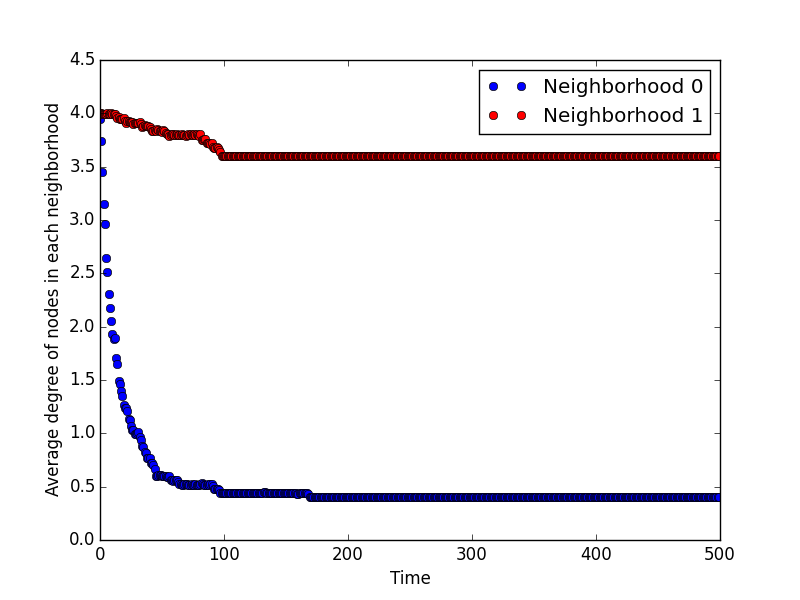 4.5
4.0
3.5
3.0
2.5
2.0
1.5
1.0
0.5
0.0
0 100 200 300 400 500
Average degree of nodes in each neighborhood
Time
Neighborhood 0
Neighborhood 1